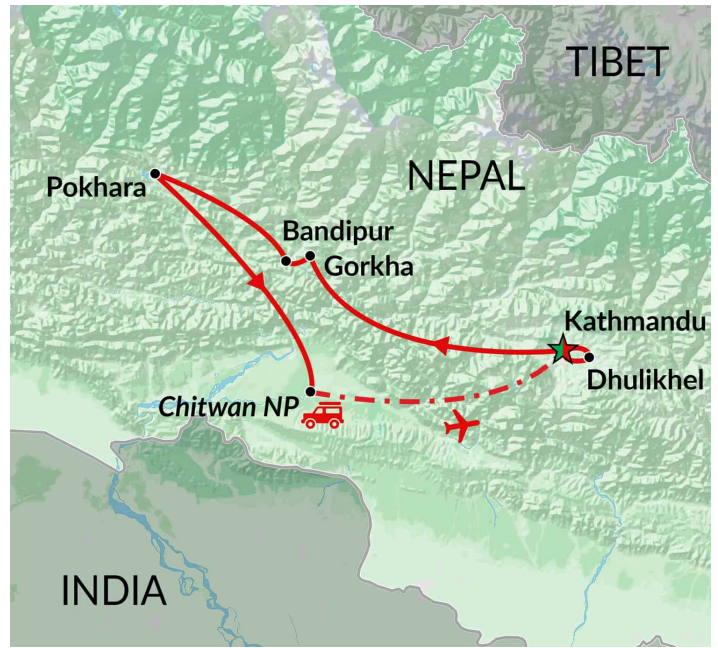 TIBET
NEPAL
Pokhara
Bandipur
Gorkha
Kathmandu
Dhulikhel
Chitwan NP
INDIA